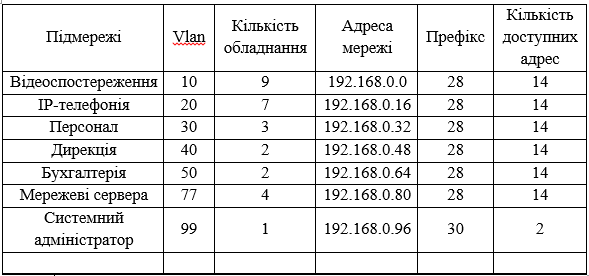 Підмережі Vlan Кількість обладнання Адреса мережі Префікс Кількість доступних адрес
Відеоспостереження 10 9 192.168.0.0 28 14
IP-телефонія 20 7 192.168.0.16 28 14
Персонал 30 3 192.168.0.32 28 14
Дирекція 40 2 192.168.0.48 28 14
Бухгалтерія 50 2 192.168.0.64 28 14
Мережеві сервера 77 4 192.168.0.80 28 14
Системний адміністратор 99 1 192.168.0.96 30 2